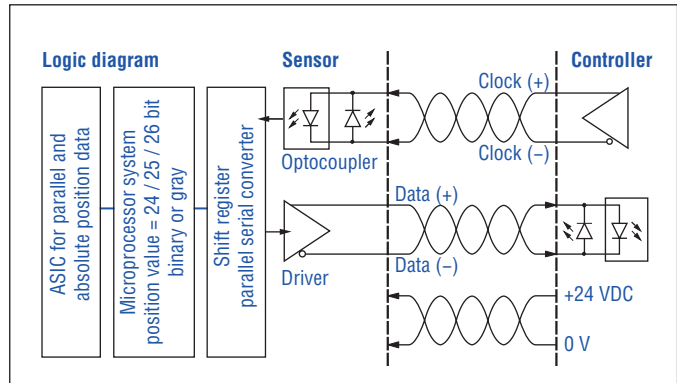 Logic diagram
Sensor
Controller
ASIC for parallel and
absolute position data
Microprocessor system
position value = 24 / 25 / 26 bit
binary or gray
Shift register
parallel serial converter
Optocoupler
Driver
Clock (+)
Clock (−)
Data (+)
Data (−)
+24 VDC
0 V